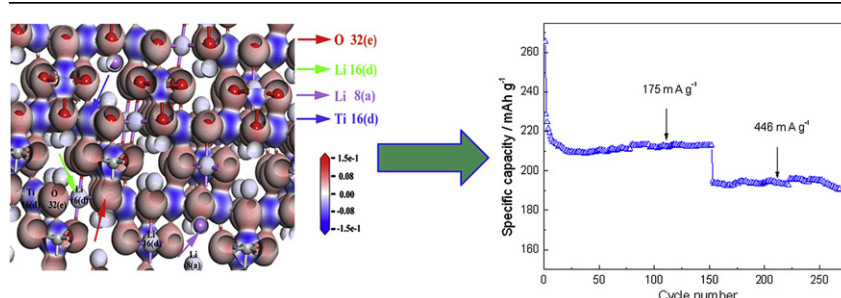 O 32(e)
Li 16(d)
Li 8(a)
Ti 16(d)
Ti
16(d)
O
32(e)
Li
16(d)
Li
16(d)
Li
8(a)
1.5e-1
0.08
0.00
-0.08
-1.5e-1
Specific capacity / mAh g⁻¹
260
240
220
200
180
160
175 mA g⁻¹
446 mA g⁻¹
0
50
100
150
200
250
Cycle number